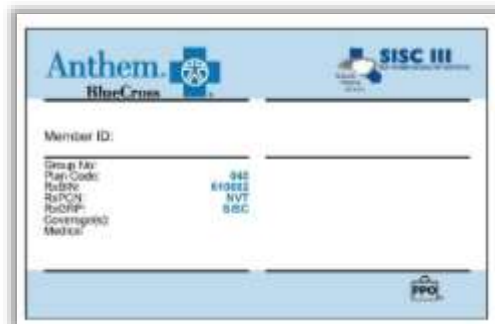 Anthem.
BlueCross
SISC III
Member ID:
Group No:
Plan Code: 040
RxBIN: 610602
RxPCN: NVT
RxGRP: SISC
Coverage(s):
Medical
PPO